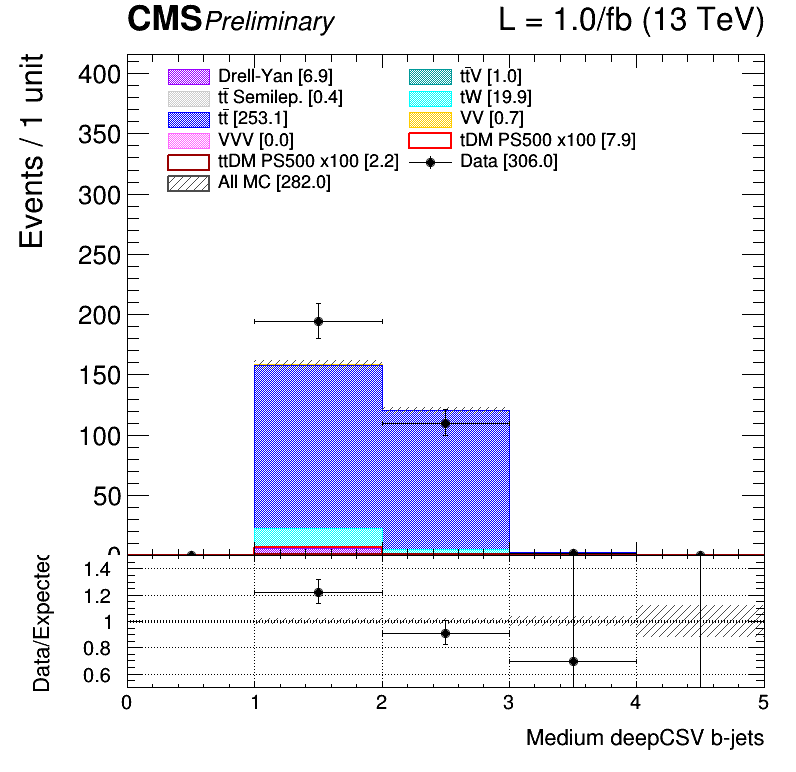 CMS Preliminary L = 1.0/fb (13 TeV)
Events / 1 unit
400
350
300
250
200
150
100
50
0
Drell-Yan [6.9]
tt̄ Semilep. [0.4]
tt̄ [253.1]
VVV [0.0]
ttDM PS500 x100 [2.2]
All MC [282.0]
tt̄V [1.0]
tW [19.9]
VV [0.7]
tDM PS500 x100 [7.9]
Data [306.0]
Data/Expected
1.4
1.2
1
0.8
0.6
0 1 2 3 4 5
Medium deepCSV b-jets